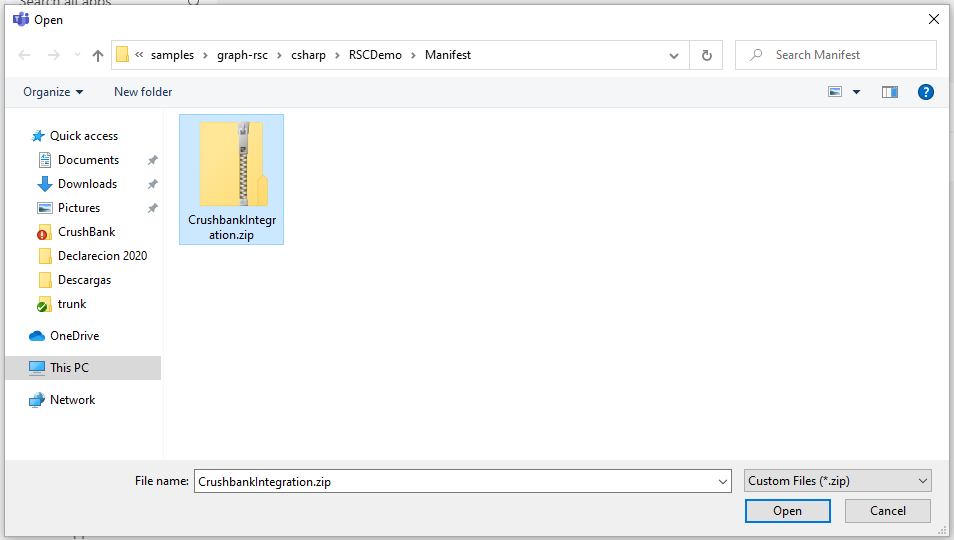 Search all apps
Open
« samples > graph-rsc > csharp > RSCDemo > Manifest
Search Manifest
Organize
New folder
Quick access
Documents
Downloads
Pictures
CrushBank
Declarecion 2020
Descargas
trunk
OneDrive
This PC
Network
CrushbankIntegr
ation.zip
File name: CrushbankIntegration.zip
Custom Files (*.zip)
Open
Cancel